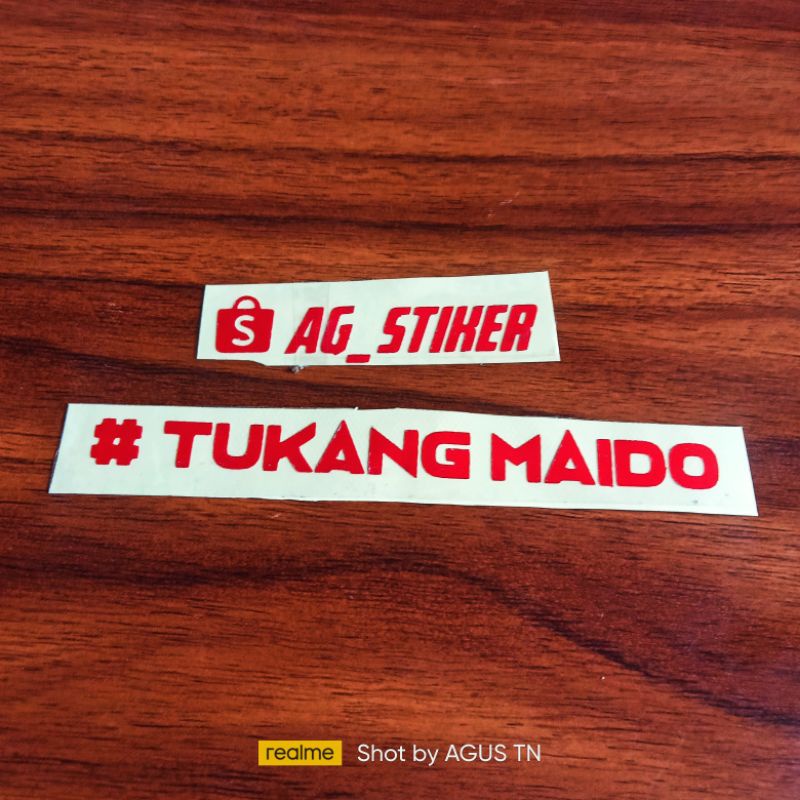 S AG_STIKER
# TUKANG MAIDO
realme Shot by AGUS TN